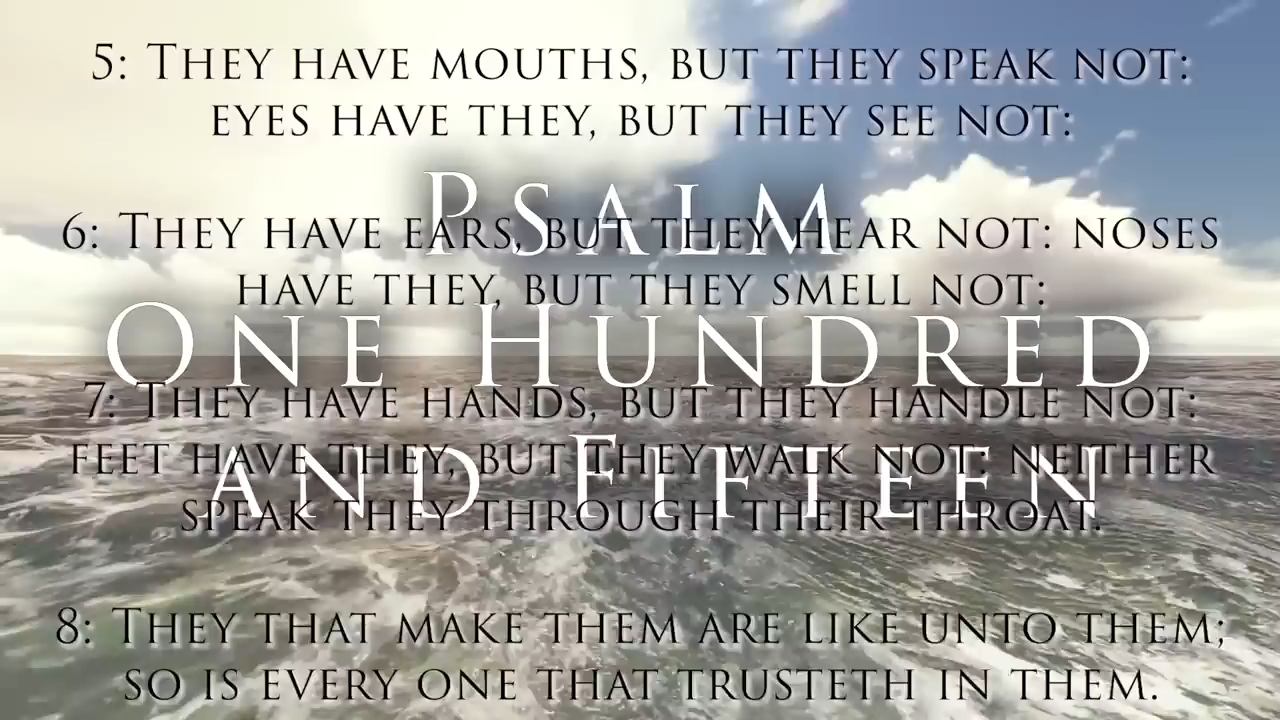 5: They have mouths, but they speak not:
eyes have they, but they see not:
Psalm
6: They have ears, but they hear not: noses
have they, but they smell not:
One Hundred
7: They have hands, but they handle not:
feet have they, but they walk not: neither
and Fifteen
speak they through their throat.
8: They that make them are like unto them;
so is every one that trusteth in them.